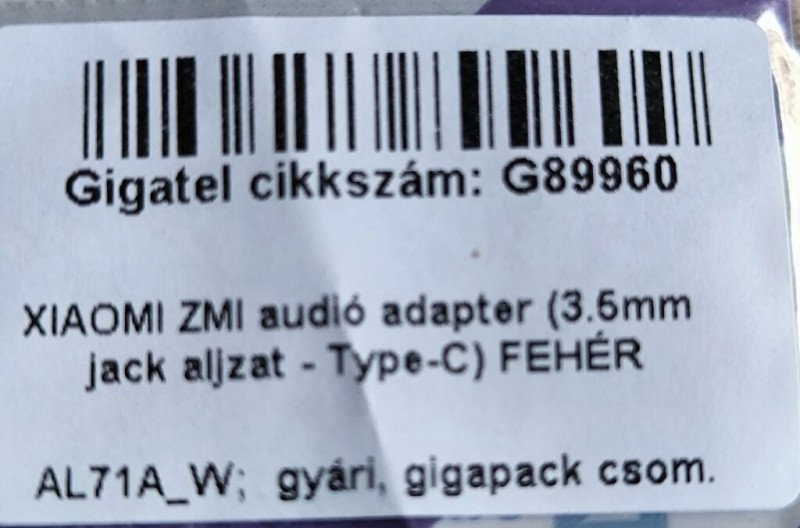 Gigatel cikkszám: G89960
XIAOMI ZMI audió adapter (3.5mm
jack aljzat - Type-C) FEHÉR
AL71A_W; gyári, gigapack csom.